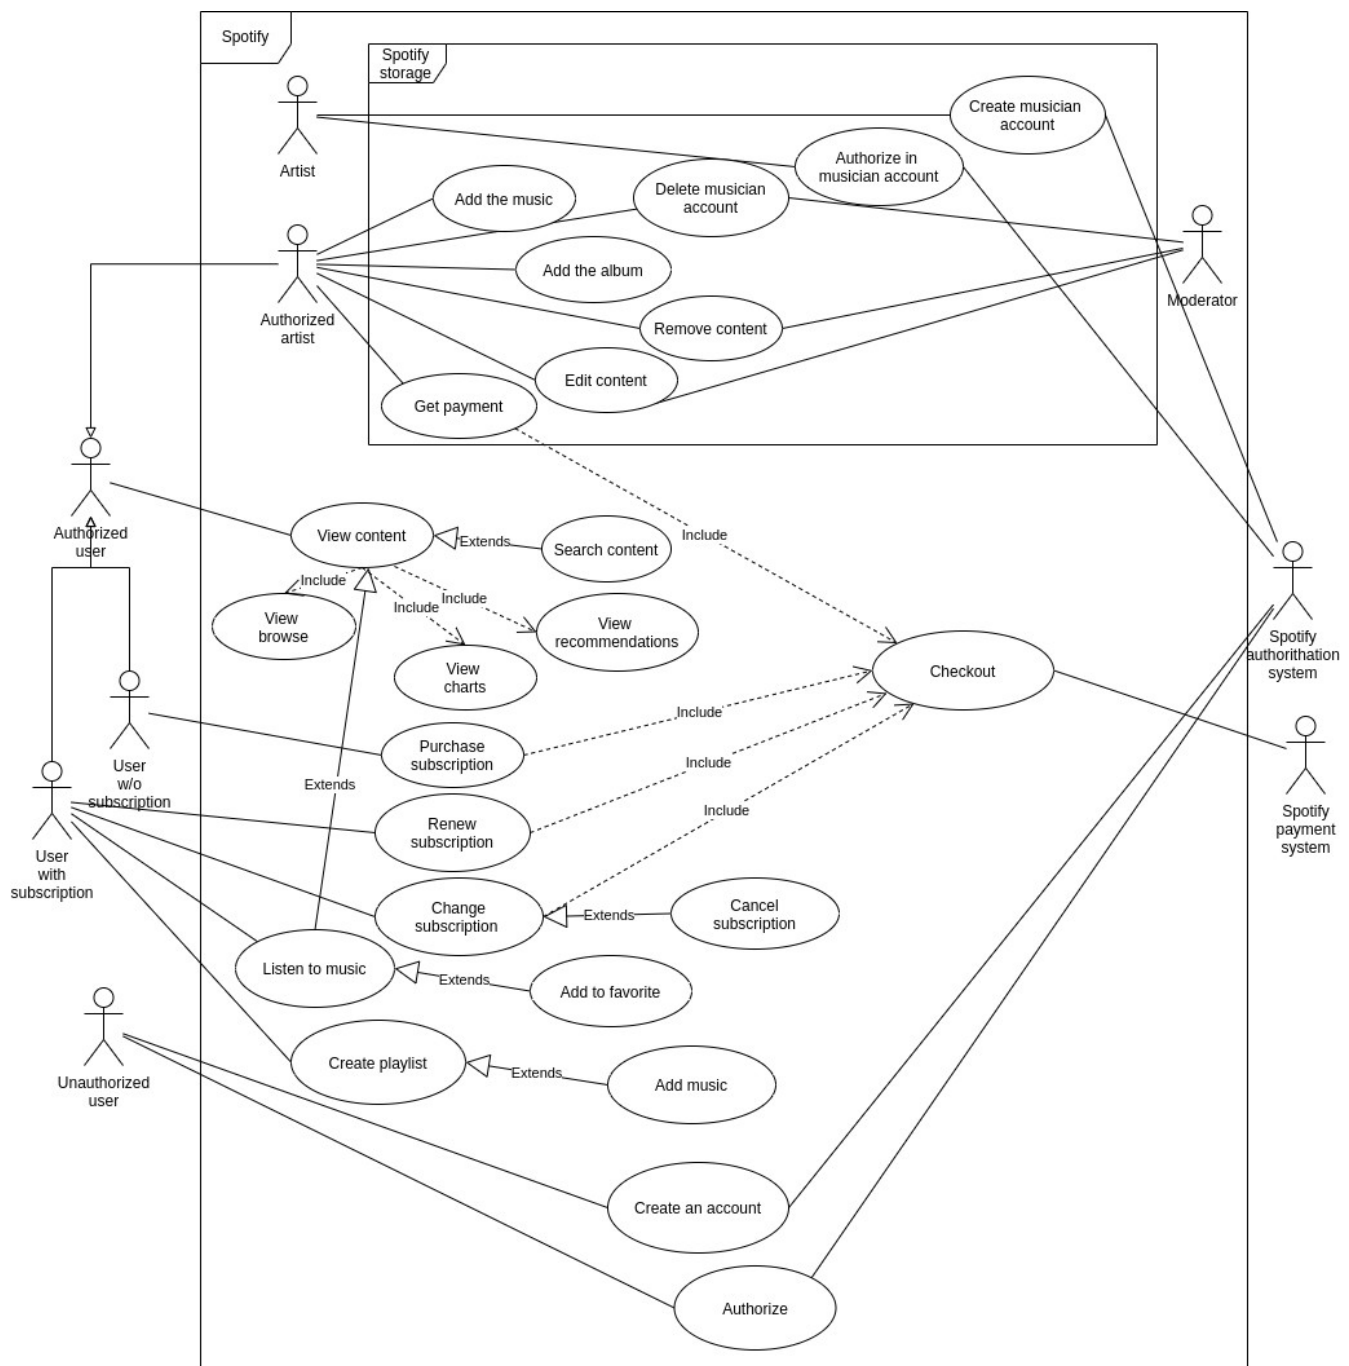 Spotify
Spotify
storage
Artist
Create musician
account
Authorize in
musician account
Add the music
Delete musician
account
Authorized
artist
Add the album
Moderator
Remove content
Edit content
Get payment
Authorized
user
View content
Extends
Search content
Include
Include
Include
Include
View
browse
View
charts
View
recommendations
Checkout
Spotify
authorithation
system
User
w/o
subscription
Purchase
subscription
Include
Extends
Renew
subscription
Include
User
with
subscription
Change
subscription
Include
Extends
Cancel
subscription
Spotify
payment
system
Listen to music
Extends
Add to favorite
Unauthorized
user
Create playlist
Extends
Add music
Create an account
Authorize